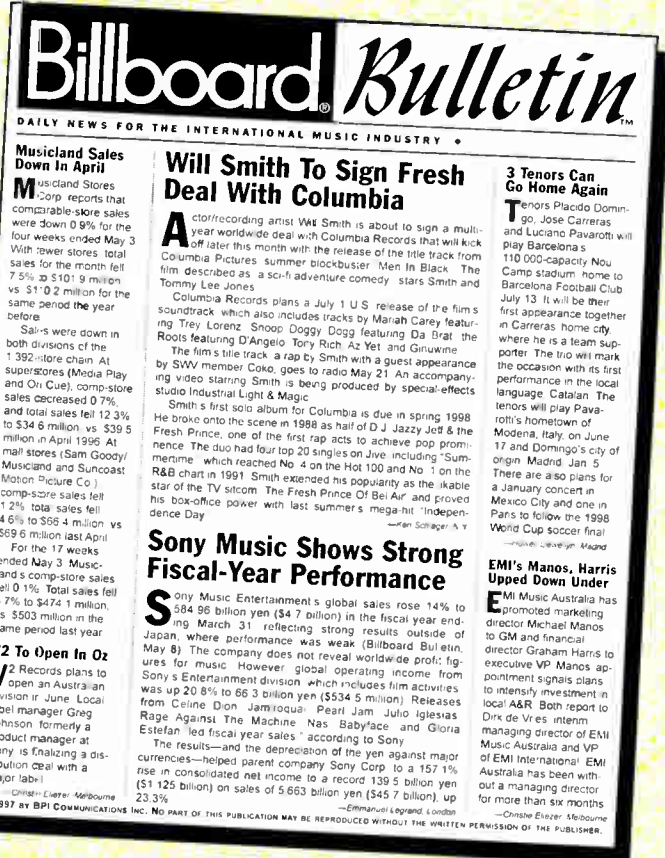 Billboard® Bulletin™
DAILY NEWS FOR THE INTERNATIONAL MUSIC INDUSTRY •
Musicland Sales
Down In April
Musicland Stores
Corp reports that
comparable-store sales
were down 0 9% for the
four weeks ended May 3
With fewer stores total
sales for the month fell
7 5% to $101 9 million
vs $110 2 million for the
same period the year
before
Sales were down in
both divisions of the
1 392-store chain At
superstores (Media Play
and On Cue), comp-store
sales decreased 0 7%,
and total sales fell 12 3%
to $34 6 million vs $39 5
million in April 1996 At
mall stores (Sam Goody/
Musicland and Suncoast
Motion Picture Co )
comp-store sales fell
1 2% total sales fell
4 6% to $66 4 million vs
$69 6 million last April
For the 17 weeks
ended May 3 Music-
and s comp-store sales
ell 0 1% Total sales fell
7% to $474 1 million,
s $503 million in the
ame period last year
2 To Open In Oz
2 Records plans to
open an Australian
vision in June Local
bel manager Greg
hnson formerly a
oduct manager at
ny is finalizing a dis-
bution deal with a
ajor label
—Christie Eliezer Melbourne
Will Smith To Sign Fresh
Deal With Columbia
Actor/recording artist Will Smith is about to sign a multi-
year worldwide deal with Columbia Records that will kick
off later this month with the release of the title track from
Columbia Pictures summer blockbuster Men In Black The
film described as a sci-fi adventure comedy stars Smith and
Tommy Lee Jones
Columbia Records plans a July 1 U S release of the film s
soundtrack which also includes tracks by Mariah Carey featur-
ing Trey Lorenz Snoop Doggy Dogg featuring Da Brat the
Roots featuring D'Angelo Tony Rich Az Yet and Ginuwine
The film s title track a rap by Smith with a guest appearance
by SWV member Coko, goes to radio May 21 An accompany-
ing video starring Smith is being produced by special-effects
studio Industrial Light & Magic
Smith s first solo album for Columbia is due in spring 1998
He broke onto the scene in 1988 as half of D J Jazzy Jeff & the
Fresh Prince, one of the first rap acts to achieve pop promi-
nence The duo had four top 20 singles on Jive including "Sum-
mertime which reached No 4 on the Hot 100 and No 1 on the
R&B chart in 1991 Smith extended his popularity as the likable
star of the TV sitcom The Fresh Prince Of Bel Air and proved
his box-office power with last summer s mega-hit "Indepen-
dence Day
—Ken Schlager N Y
Sony Music Shows Strong
Fiscal-Year Performance
Sony Music Entertainment s global sales rose 14% to
584 96 billion yen ($4 7 billion) in the fiscal year end-
ing March 31 reflecting strong results outside of
Japan, where performance was weak (Billboard Bulletin,
May 8) The company does not reveal worldwide profit fig-
ures for music However global operating income from
Sony s Entertainment division which includes film activities
was up 20 8% to 66 3 billion yen ($534 5 million) Releases
from Celine Dion Jamiroquai Pearl Jam Julio Iglesias
Rage Against The Machine Nas Babyface and Gloria
Estefan led fiscal year sales " according to Sony
The results—and the depreciation of the yen against major
currencies—helped parent company Sony Corp to a 157 1%
rise in consolidated net income to a record 139 5 billion yen
($1 125 billion) on sales of 5.663 billion yen ($45 7 billion), up
23.3%
—Emmanuel Legrand, London
3 Tenors Can
Go Home Again
Tenors Placido Domin-
go, Jose Carreras
and Luciano Pavarotti will
play Barcelona s
110 000-capacity Nou
Camp stadium home to
Barcelona Football Club
July 13 It will be their
first appearance together
in Carreras home city,
where he is a team sup-
porter The trio will mark
the occasion with its first
performance in the local
language Catalan The
tenors will play Pava-
rotti's hometown of
Modena, Italy, on June
17 and Domingo's city of
origin Madrid Jan 5
There are also plans for
a January concert in
Mexico City and one in
Paris to follow the 1998
World Cup soccer final
—Howell Llewellyn Madrid
EMI's Manos, Harris
Upped Down Under
EMI Music Australia has
promoted marketing
director Michael Manos
to GM and financial
director Graham Harris to
executive VP Manos ap-
pointment signals plans
to intensify investment in
local A&R Both report to
Dirk de Vries interim
managing director of EMI
Music Australia and VP
of EMI International EMI
Australia has been with-
out a managing director
for more than six months
—Christie Eliezer Melbourne
997 BY BPI COMMUNICATIONS INC. NO PART OF THIS PUBLICATION MAY BE REPRODUCED WITHOUT THE WRITTEN PERMISSION OF THE PUBLISHER.